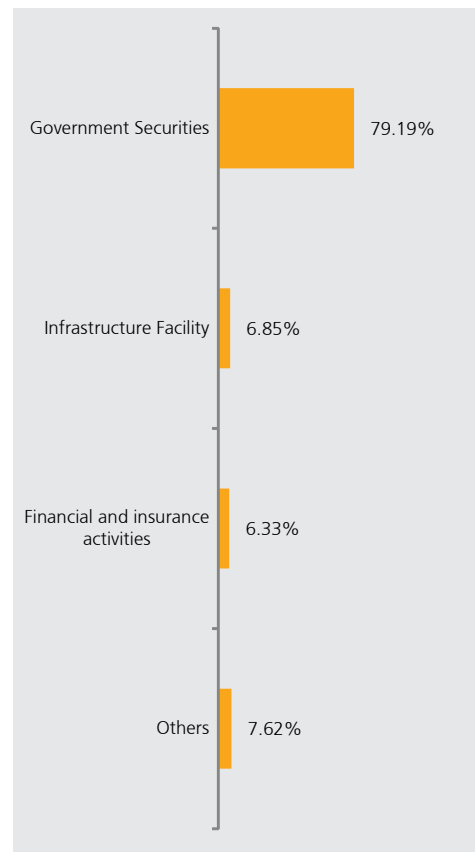 Government Securities 79.19%
Infrastructure Facility 6.85%
Financial and insurance
activities 6.33%
Others 7.62%